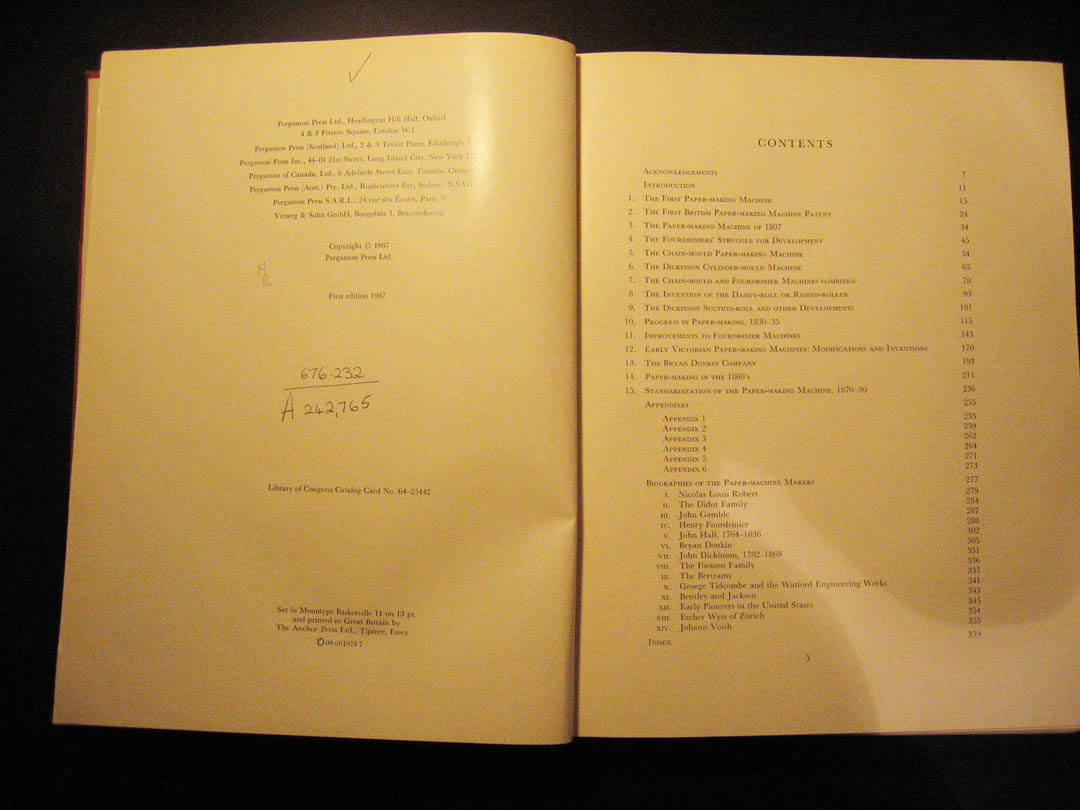 Pergamon Press Ltd., Headington Hill Hall, Oxford
4 & 5 Fitzroy Square, London W.1
Pergamon Press (Scotland) Ltd., 2 & 3 Teviot Place, Edinburgh
Pergamon Press Inc., 44-01 21st Street, Long Island City, New York
Pergamon of Canada, Ltd., 6 Adelaide Street East, Toronto,
Pergamon Press (Aust.) Pty. Ltd., Rushcutters Bay, Sydney, N.S.W.
Pergamon Press S.A.R.L., 24 rue des Écoles, Paris 5e
Vieweg & Sohn GmbH, Burgplatz 1, Braunschweig
Copyright © 1967
Pergamon Press Ltd.
First edition 1967
676.232
A 242,765
Library of Congress Catalog Card No. 64-25442
Set in Monotype Baskerville 11 on 13 pt.
and printed in Great Britain by
The Anchor Press Ltd., Tiptree, Essex
08 001975 7
CONTENTS
Acknowledgements 7
Introduction 11
1. The First Paper-making Machine 15
2. The First British Paper-making Machine Patent 24
3. The Paper-making Machine of 1807 34
4. The Fourdriniers' Struggle for Development 45
5. The Chain-mould Paper-making Machine 54
6. The Dickinson Cylinder-mould Machine 65
7. The Chain-mould and Fourdrinier Machines combined 78
8. The Invention of the Dandy-roll or Riding-roller 93
9. The Dickinson Suction-roll and other Developments 101
10. Progress in Paper-making, 1830–35 115
11. Improvements to Fourdrinier Machines 143
12. Early Victorian Paper-making Machines: Modifications and Inventions 170
13. The Bryan Donkin Company 193
14. Paper-making in the 1860's 211
15. Standardization of the Paper-making Machine, 1870–90 236
Appendixes 255
Appendix 1 255
Appendix 2 259
Appendix 3 262
Appendix 4 264
Appendix 5 271
Appendix 6 273
Biographies of the Paper-machine Makers 277
I. Nicolas Louis Robert 279
II. The Didot Family 284
III. John Gamble 287
IV. Henry Fourdrinier 288
V. John Hall, 1764–1836 302
VI. Bryan Donkin 305
VII. John Dickinson, 1782–1869 331
VIII. The Ibotson Family 336
IX. The Bertrams 337
X. George Tidcombe and the Watford Engineering Works 341
XI. Bentley and Jackson 343
XII. Early Pioneers in the United States 345
XIII. Escher Wyss of Zürich 354
XIV. Johann Voith 355
Index 359
5